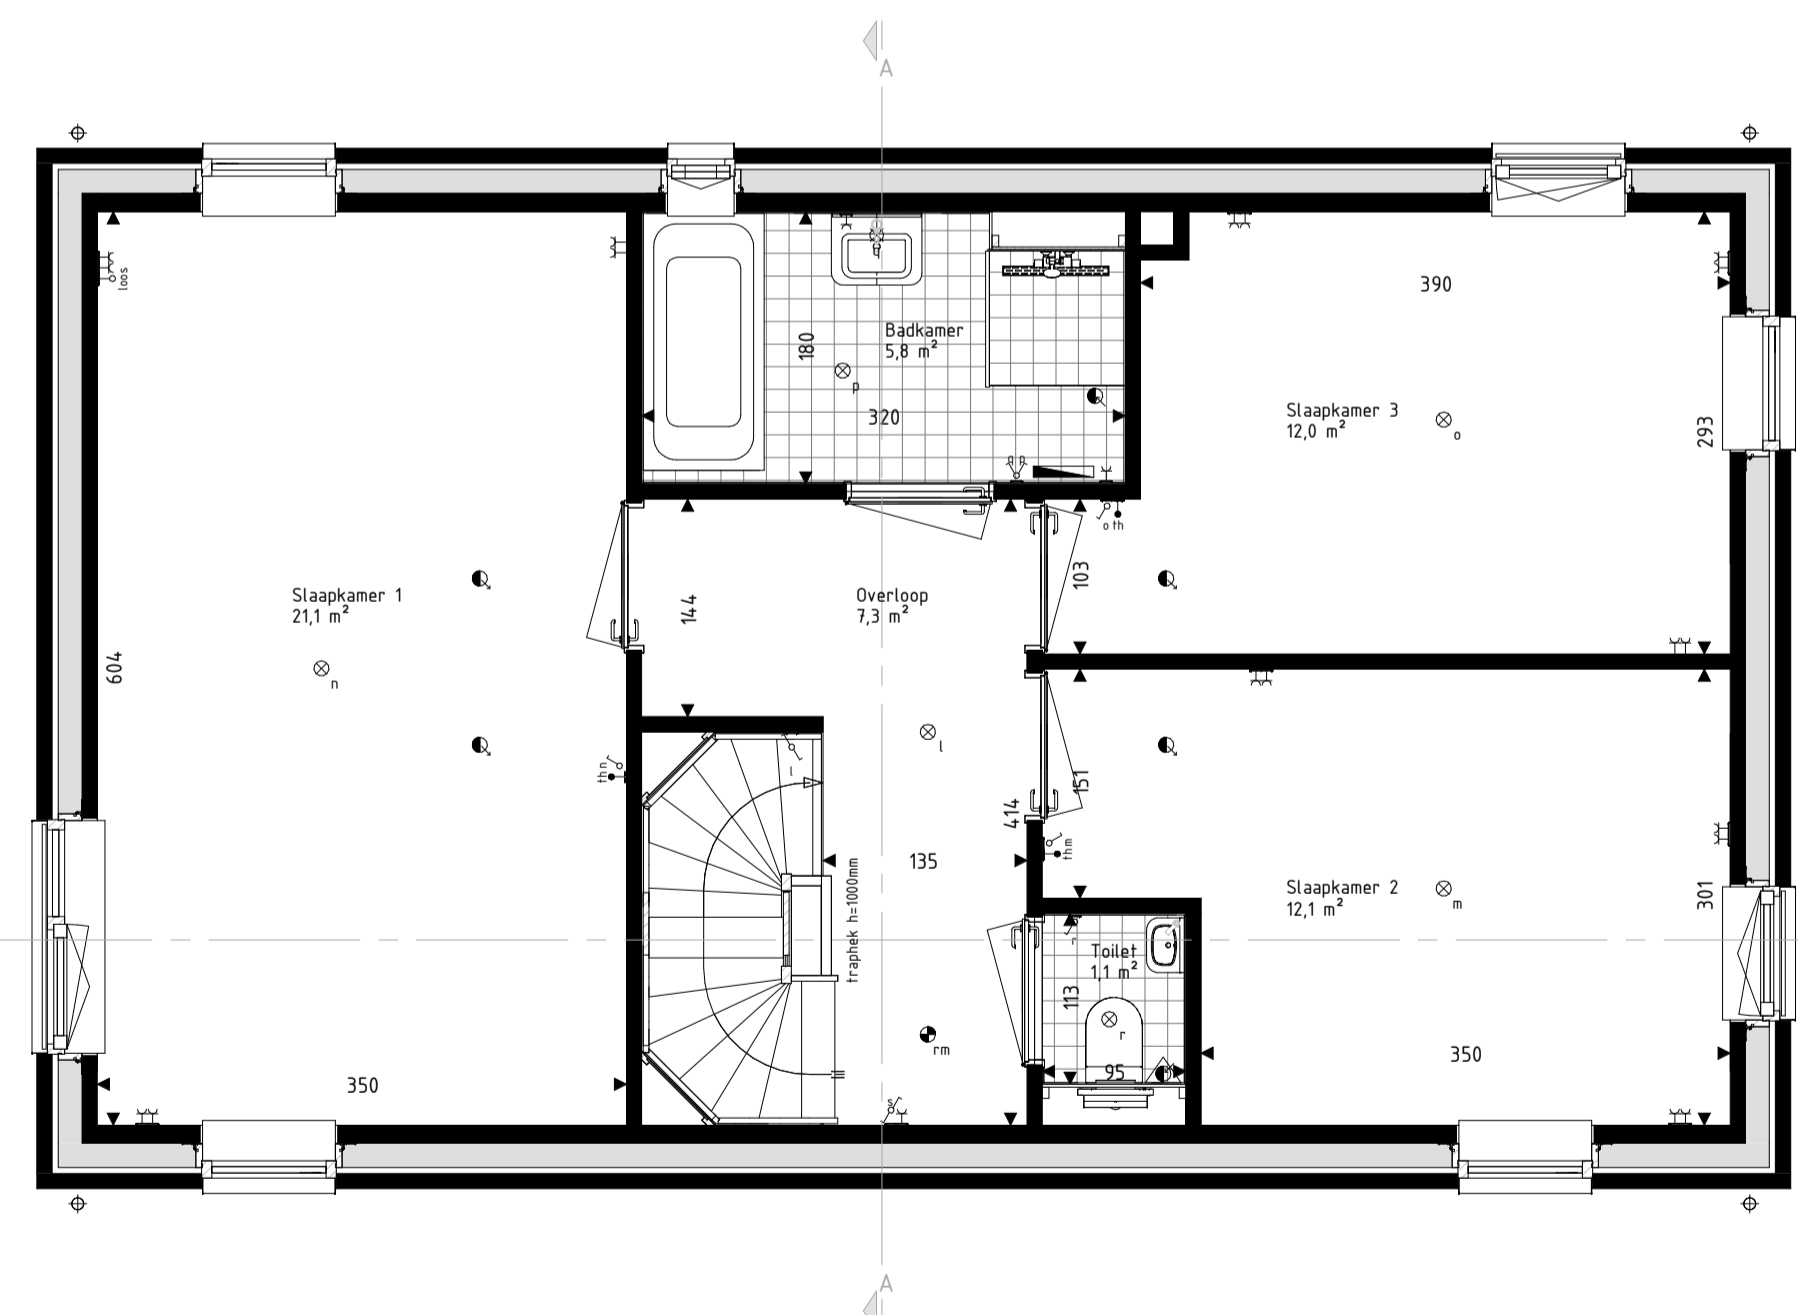 A
loos
390
Badkamer
5,8 m²
180
p
320
Slaapkamer 3
12,0 m²
o
293
o th
Slaapkamer 1
21,1 m²
604
n
144
Overloop
7,3 m²
103
l
l
thn
151
414
thm
135
traphek h=1000mm
Slaapkamer 2
12,1 m²
m
301
Toilet
1,1 m²
113
r
rm
95
350
350
s
A